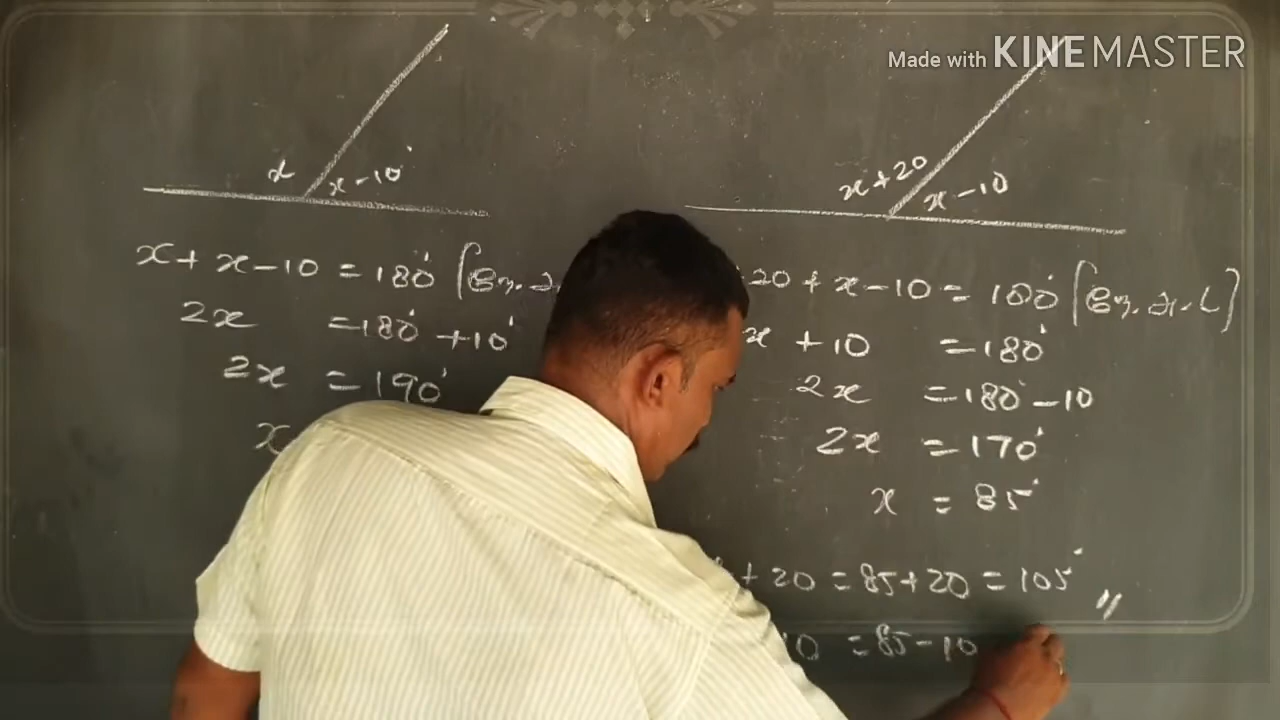 Made with KINEMASTER
x
x-10°
x+x-10 = 180°
2x = 180° +10°
2x = 190°
x
x+20
x-10
20 + x-10 = 180°
x +10 = 180°
2x = 180° -10
2x = 170°
x = 85°
+20 = 85+20 = 105° //
10 = 85-10